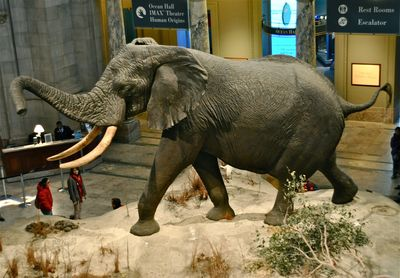 Ocean Hall
IMAX Theater
Human Origins
Rest Rooms
Escalator